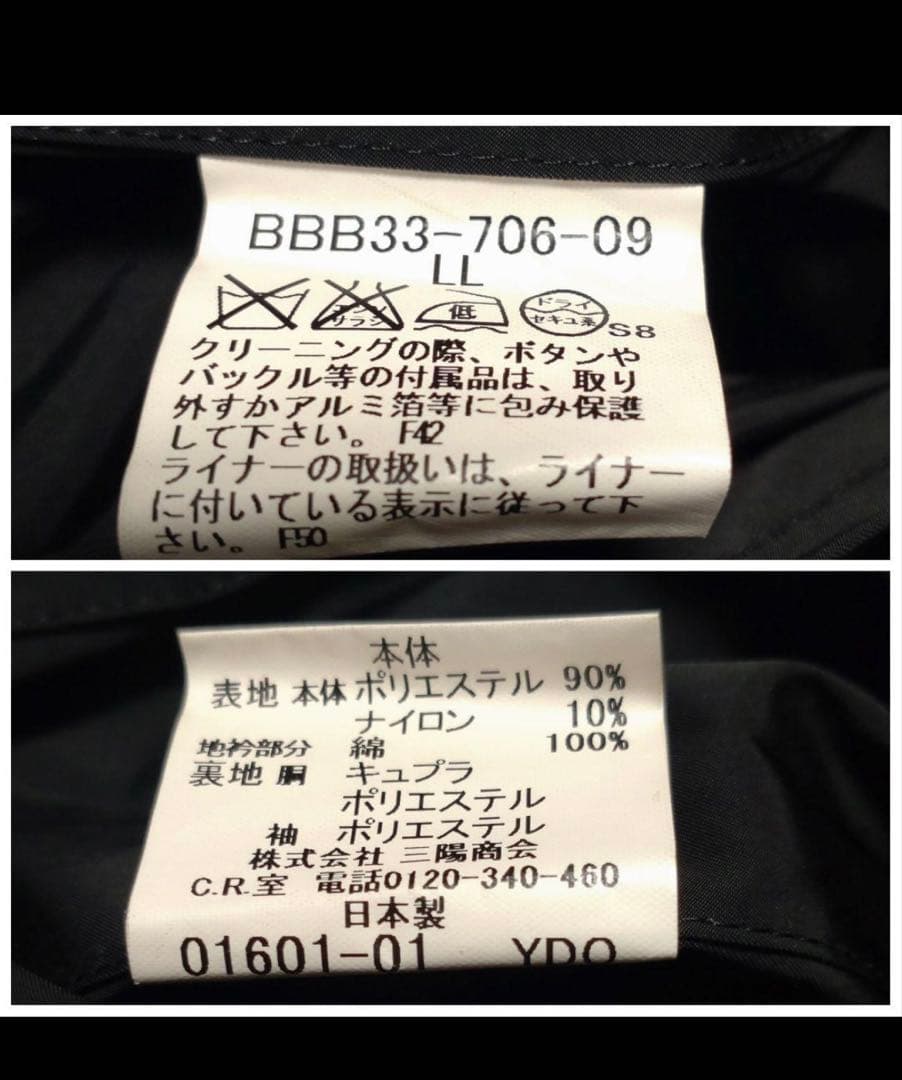 BBB33-706-09
LL
エンソ
サラシ
低
ドライ
セキユ系
S8
クリーニングの際、ボタンや
バックル等の付属品は、取り
外すかアルミ箔等に包み保護
して下さい。 F42
ライナーの取扱いは、ライナー
に付いている表示に従って下
さい。 F50
本体
表地 本体 ポリエステル 90%
ナイロン 10%
地衿部分 綿 100%
裏地 胴 キュプラ
ポリエステル
袖 ポリエステル
株式会社 三陽商会
C.R.室 電話0120-340-460
日本製
01601-01 YDO